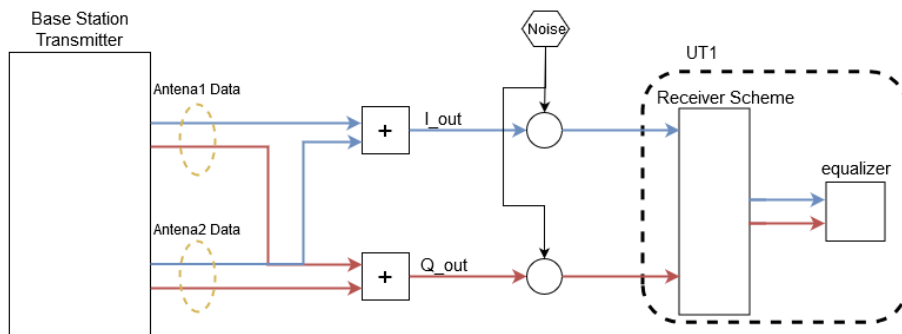 Base Station
Transmitter
Antena1 Data
Antena2 Data
+
I_out
+
Q_out
Noise
UT1
Receiver Scheme
equalizer